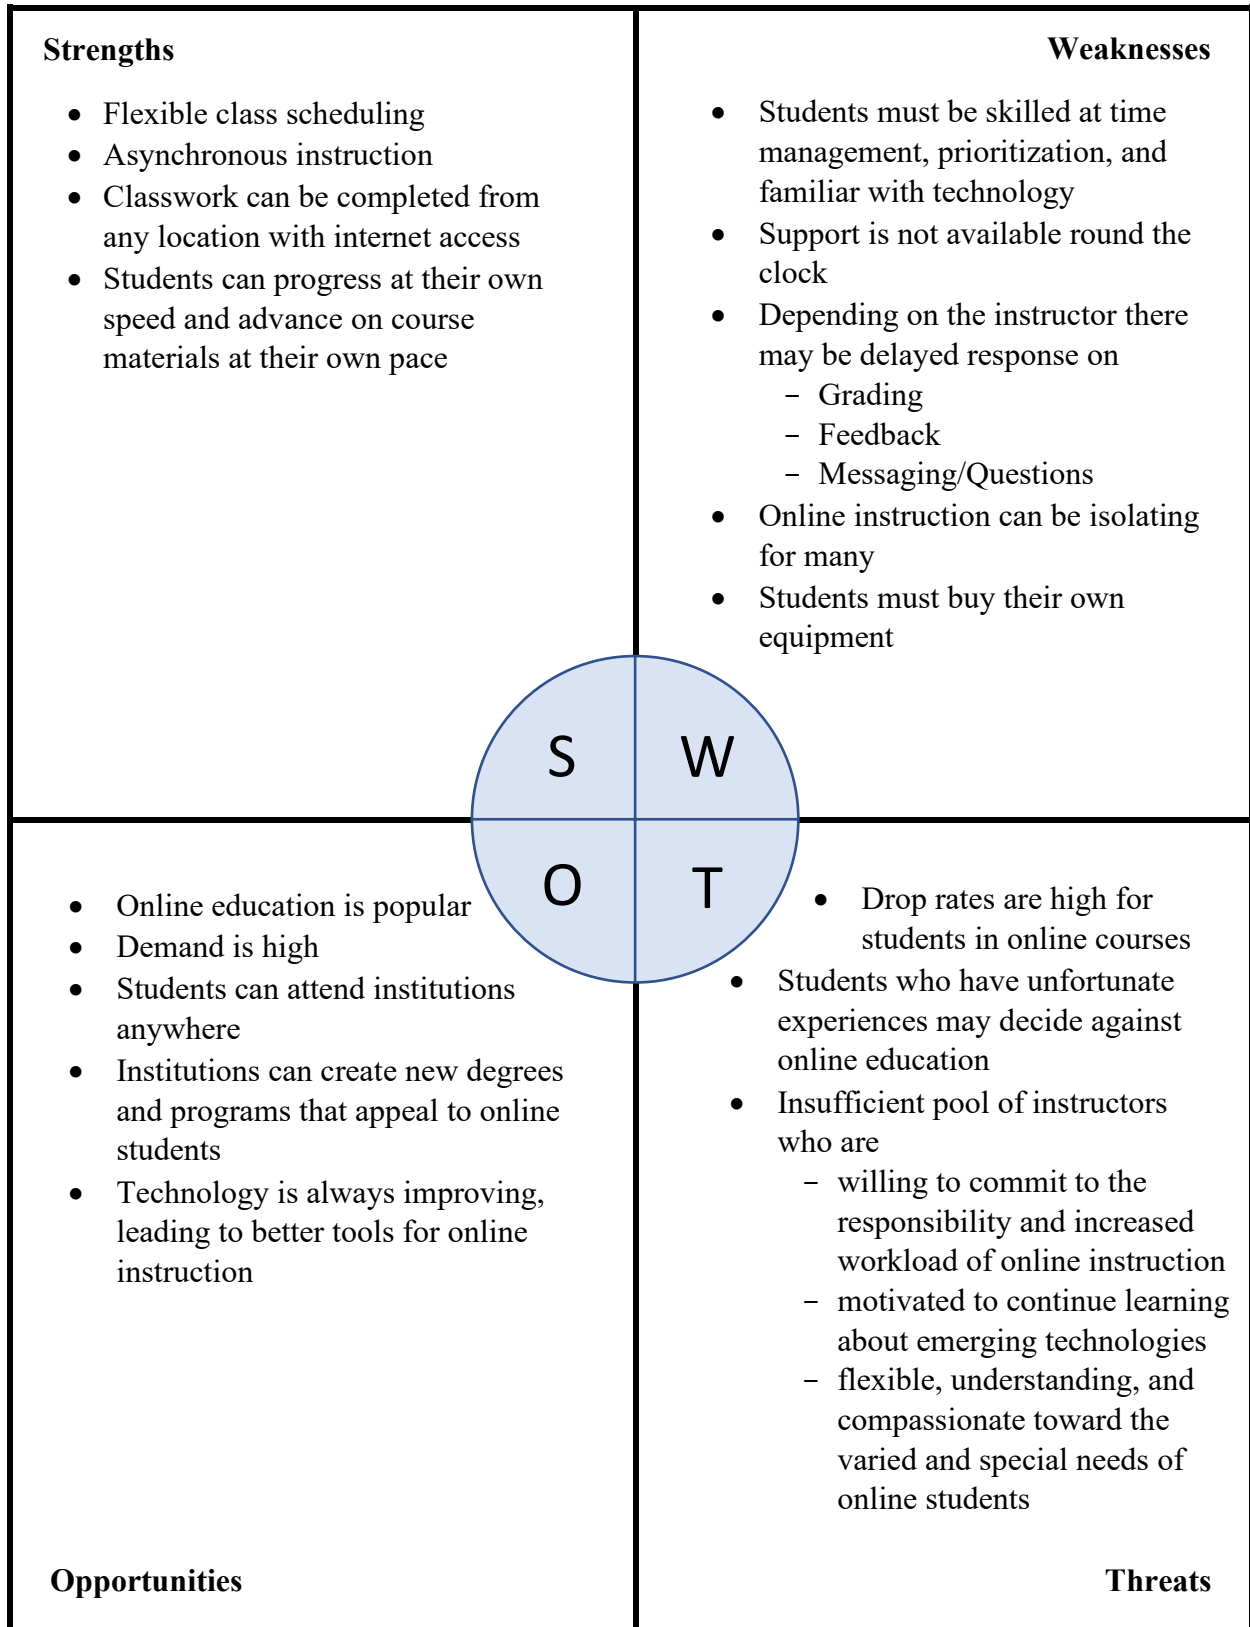 Strengths
• Flexible class scheduling
• Asynchronous instruction
• Classwork can be completed from
any location with internet access
• Students can progress at their own
speed and advance on course
materials at their own pace
Weaknesses
• Students must be skilled at time
management, prioritization, and
familiar with technology
• Support is not available round the
clock
• Depending on the instructor there
may be delayed response on
– Grading
– Feedback
– Messaging/Questions
• Online instruction can be isolating
for many
• Students must buy their own
equipment
S
W
O
T
• Online education is popular
• Demand is high
• Students can attend institutions
anywhere
• Institutions can create new degrees
and programs that appeal to online
students
• Technology is always improving,
leading to better tools for online
instruction
Opportunities
• Drop rates are high for
students in online courses
• Students who have unfortunate
experiences may decide against
online education
• Insufficient pool of instructors
who are
– willing to commit to the
responsibility and increased
workload of online instruction
– motivated to continue learning
about emerging technologies
– flexible, understanding, and
compassionate toward the
varied and special needs of
online students
Threats